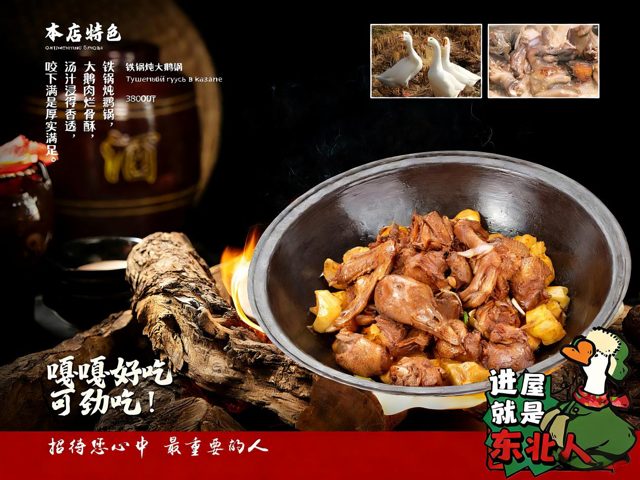 本店特色
铁锅炖大鹅锅
Тушеный гусь в казане
铁锅炖鹅锅，
大鹅肉烂骨酥，
汤汁浸得香透，
咬下满是厚实满足。
酒
嘎嘎好吃
可劲吃！
招待您心中 最重要的人
进屋
就是
东北人